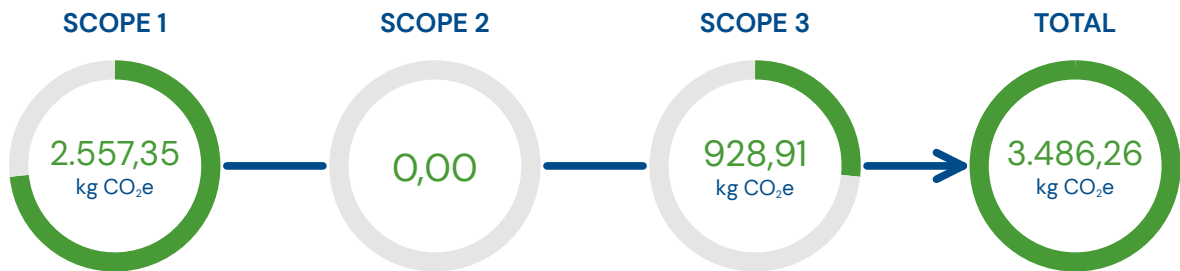 SCOPE 1
2.557,35
kg CO₂e
SCOPE 2
0,00
SCOPE 3
928,91
kg CO₂e
TOTAL
3.486,26
kg CO₂e